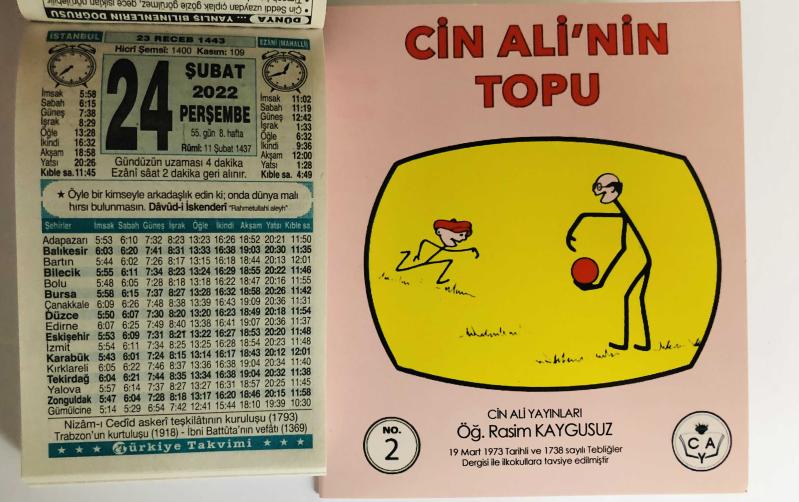 DÜNYA ... YANLIŞ BİLİNENLERİN DOĞRUSU
İSTANBUL
23 RECEB 1443
EZÂNÎ (MAHALLÎ)
Hicrî Şemsî: 1400 Kasım: 109
24
ŞUBAT
2022
PERŞEMBE
55. gün 8. hafta
Rûmî: 11 Şubat 1437
İmsak 5:58
Sabah 6:15
Güneş 7:38
İşrak 8:29
Öğle 13:28
İkindi 16:32
Akşam 18:58
Yatsı 20:26
Kıble sa. 11:45
İmsak 11:02
Sabah 11:19
Güneş 12:42
İşrak 1:33
Öğle 6:32
İkindi 9:36
Akşam 12:00
Yatsı 1:28
Kıble sa. 4:49
Gündüzün uzaması 4 dakika
Ezânî sâat 2 dakika geri alınır.
★ Öyle bir kimseyle arkadaşlık edin ki; onda dünya malı
hırsı bulunmasın. Dâvûd-i İskenderî "Rahmetullahi aleyh"
Şehirler İmsak Sabah Güneş İşrak Öğle İkindi Akşam Yatsı Kıble sa.
Adapazarı 5:53 6:10 7:32 8:23 13:23 16:26 18:52 20:21 11:50
Balıkesir 6:03 6:20 7:41 8:31 13:33 16:38 19:03 20:30 11:35
Bartın 5:44 6:02 7:26 8:17 13:15 16:18 18:44 20:13 12:01
Bilecik 5:55 6:11 7:34 8:23 13:24 16:29 18:55 20:22 11:46
Bolu 5:48 6:05 7:28 8:18 13:18 16:22 18:47 20:16 11:55
Bursa 5:58 6:15 7:37 8:27 13:28 16:32 18:58 20:26 11:42
Çanakkale 6:09 6:26 7:48 8:38 13:39 16:43 19:09 20:36 11:31
Düzce 5:50 6:07 7:30 8:20 13:20 16:23 18:49 20:18 11:54
Edirne 6:07 6:25 7:49 8:40 13:38 16:41 19:07 20:36 11:37
Eskişehir 5:53 6:09 7:31 8:21 13:22 16:27 18:53 20:20 11:48
İzmit 5:54 6:11 7:34 8:25 13:25 16:28 18:54 20:23 11:48
Karabük 5:43 6:01 7:24 8:15 13:14 16:17 18:43 20:12 12:01
Kırklareli 6:05 6:22 7:46 8:37 13:36 16:38 19:04 20:34 11:40
Tekirdağ 6:04 6:21 7:44 8:35 13:34 16:38 19:04 20:32 11:38
Yalova 5:57 6:14 7:37 8:27 13:27 16:31 18:57 20:25 11:45
Zonguldak 5:47 6:04 7:28 8:18 13:17 16:20 18:46 20:15 11:58
Gümülcine 5:14 5:29 6:54 7:42 12:41 15:44 18:10 19:39 10:30
Nizâm-ı Cedîd askerî teşkilâtının kuruluşu (1793)
Trabzon'un kurtuluşu (1918) - İbni Battûta'nın vefâtı (1369)
★ ★ ★ Türkiye Takvimi ★ ★ ★
CİN ALİ'NİN
TOPU
CİN ALİ YAYINLARI
Öğ. Rasim KAYGUSUZ
19 Mart 1973 Tarihli ve 1738 sayılı Tebliğler
Dergisi ile ilkokullara tavsiye edilmiştir
NO.
2
C A
Y